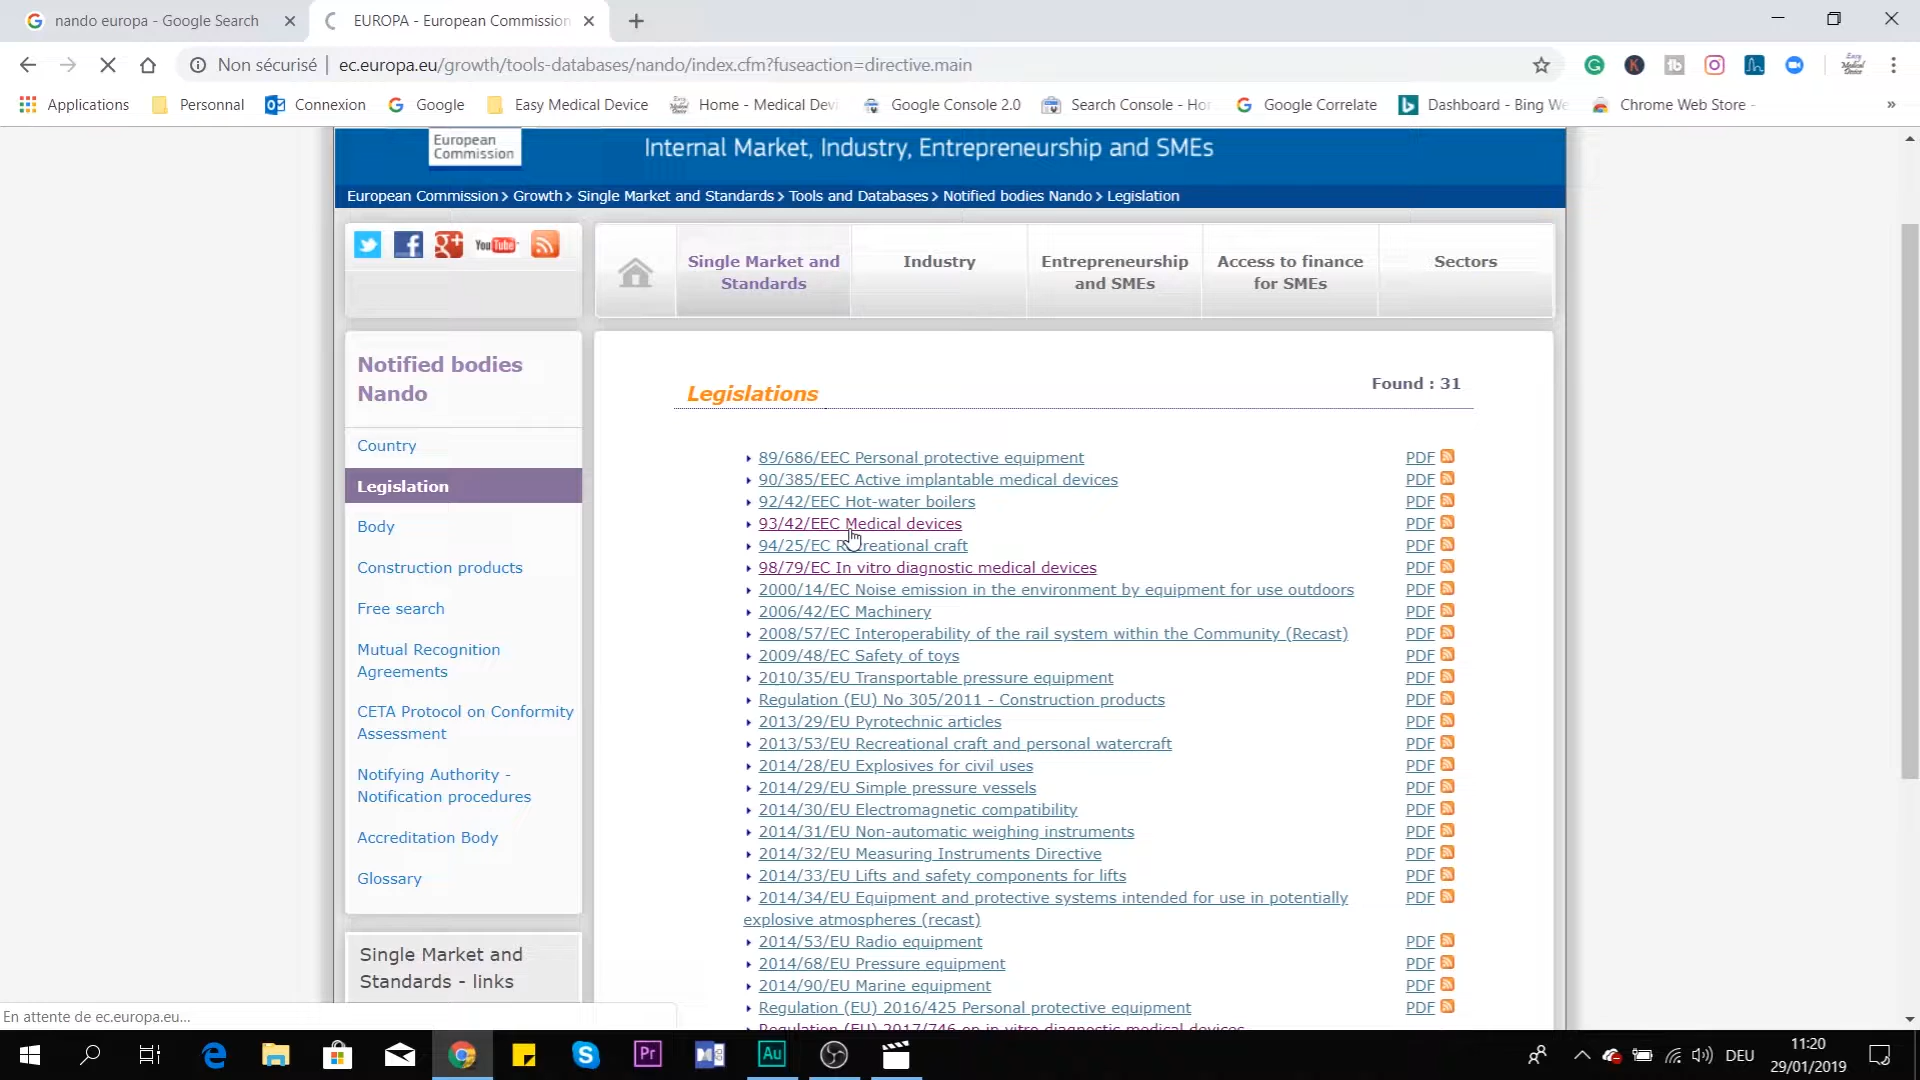 nando europa - Google Search
EUROPA - European Commission
Non sécurisé | ec.europa.eu/growth/tools-databases/nando/index.cfm?fuseaction=directive.main
Applications
Personnal
Connexion
Google
Easy Medical Device
Home - Medical Devi
Google Console 2.0
Search Console - Hor
Google Correlate
Dashboard - Bing We
Chrome Web Store -
European
Commission
Internal Market, Industry, Entrepreneurship and SMEs
European Commission > Growth > Single Market and Standards > Tools and Databases > Notified bodies Nando > Legislation
YouTube
Single Market and
Standards
Industry
Entrepreneurship
and SMEs
Access to finance
for SMEs
Sectors
Notified bodies
Nando
Country
Legislation
Body
Construction products
Free search
Mutual Recognition
Agreements
CETA Protocol on Conformity
Assessment
Notifying Authority -
Notification procedures
Accreditation Body
Glossary
Single Market and
Standards - links
Legislations
Found : 31
89/686/EEC Personal protective equipment PDF
90/385/EEC Active implantable medical devices PDF
92/42/EEC Hot-water boilers PDF
93/42/EEC Medical devices PDF
94/25/EC Recreational craft PDF
98/79/EC In vitro diagnostic medical devices PDF
2000/14/EC Noise emission in the environment by equipment for use outdoors PDF
2006/42/EC Machinery PDF
2008/57/EC Interoperability of the rail system within the Community (Recast) PDF
2009/48/EC Safety of toys PDF
2010/35/EU Transportable pressure equipment PDF
Regulation (EU) No 305/2011 - Construction products PDF
2013/29/EU Pyrotechnic articles PDF
2013/53/EU Recreational craft and personal watercraft PDF
2014/28/EU Explosives for civil uses PDF
2014/29/EU Simple pressure vessels PDF
2014/30/EU Electromagnetic compatibility PDF
2014/31/EU Non-automatic weighing instruments PDF
2014/32/EU Measuring Instruments Directive PDF
2014/33/EU Lifts and safety components for lifts PDF
2014/34/EU Equipment and protective systems intended for use in potentially PDF
explosive atmospheres (recast)
2014/53/EU Radio equipment PDF
2014/68/EU Pressure equipment PDF
2014/90/EU Marine equipment PDF
Regulation (EU) 2016/425 Personal protective equipment PDF
Regulation (EU) 2017/746 on in vitro diagnostic medical devices
En attente de ec.europa.eu...
Pr
Au
DEU
11:20
29/01/2019